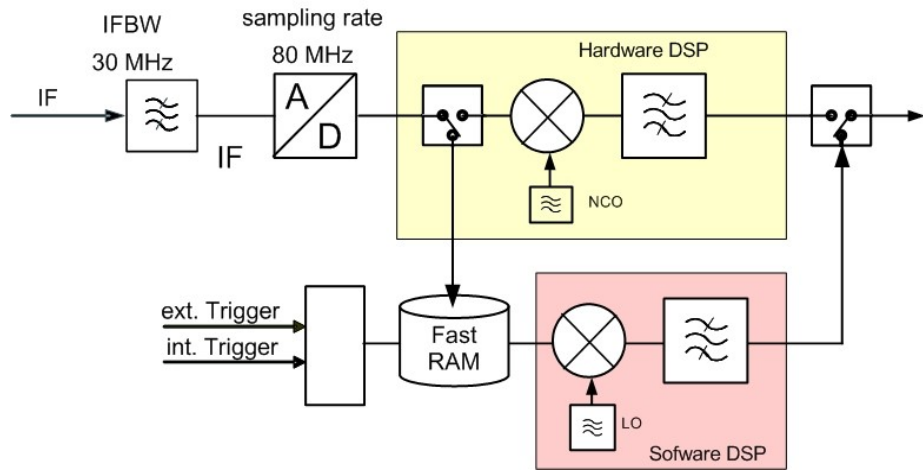 IFBW
30 MHz
sampling rate
80 MHz
Hardware DSP
IF
IF
A
D
NCO
ext. Trigger
int. Trigger
Fast
RAM
LO
Sofware DSP